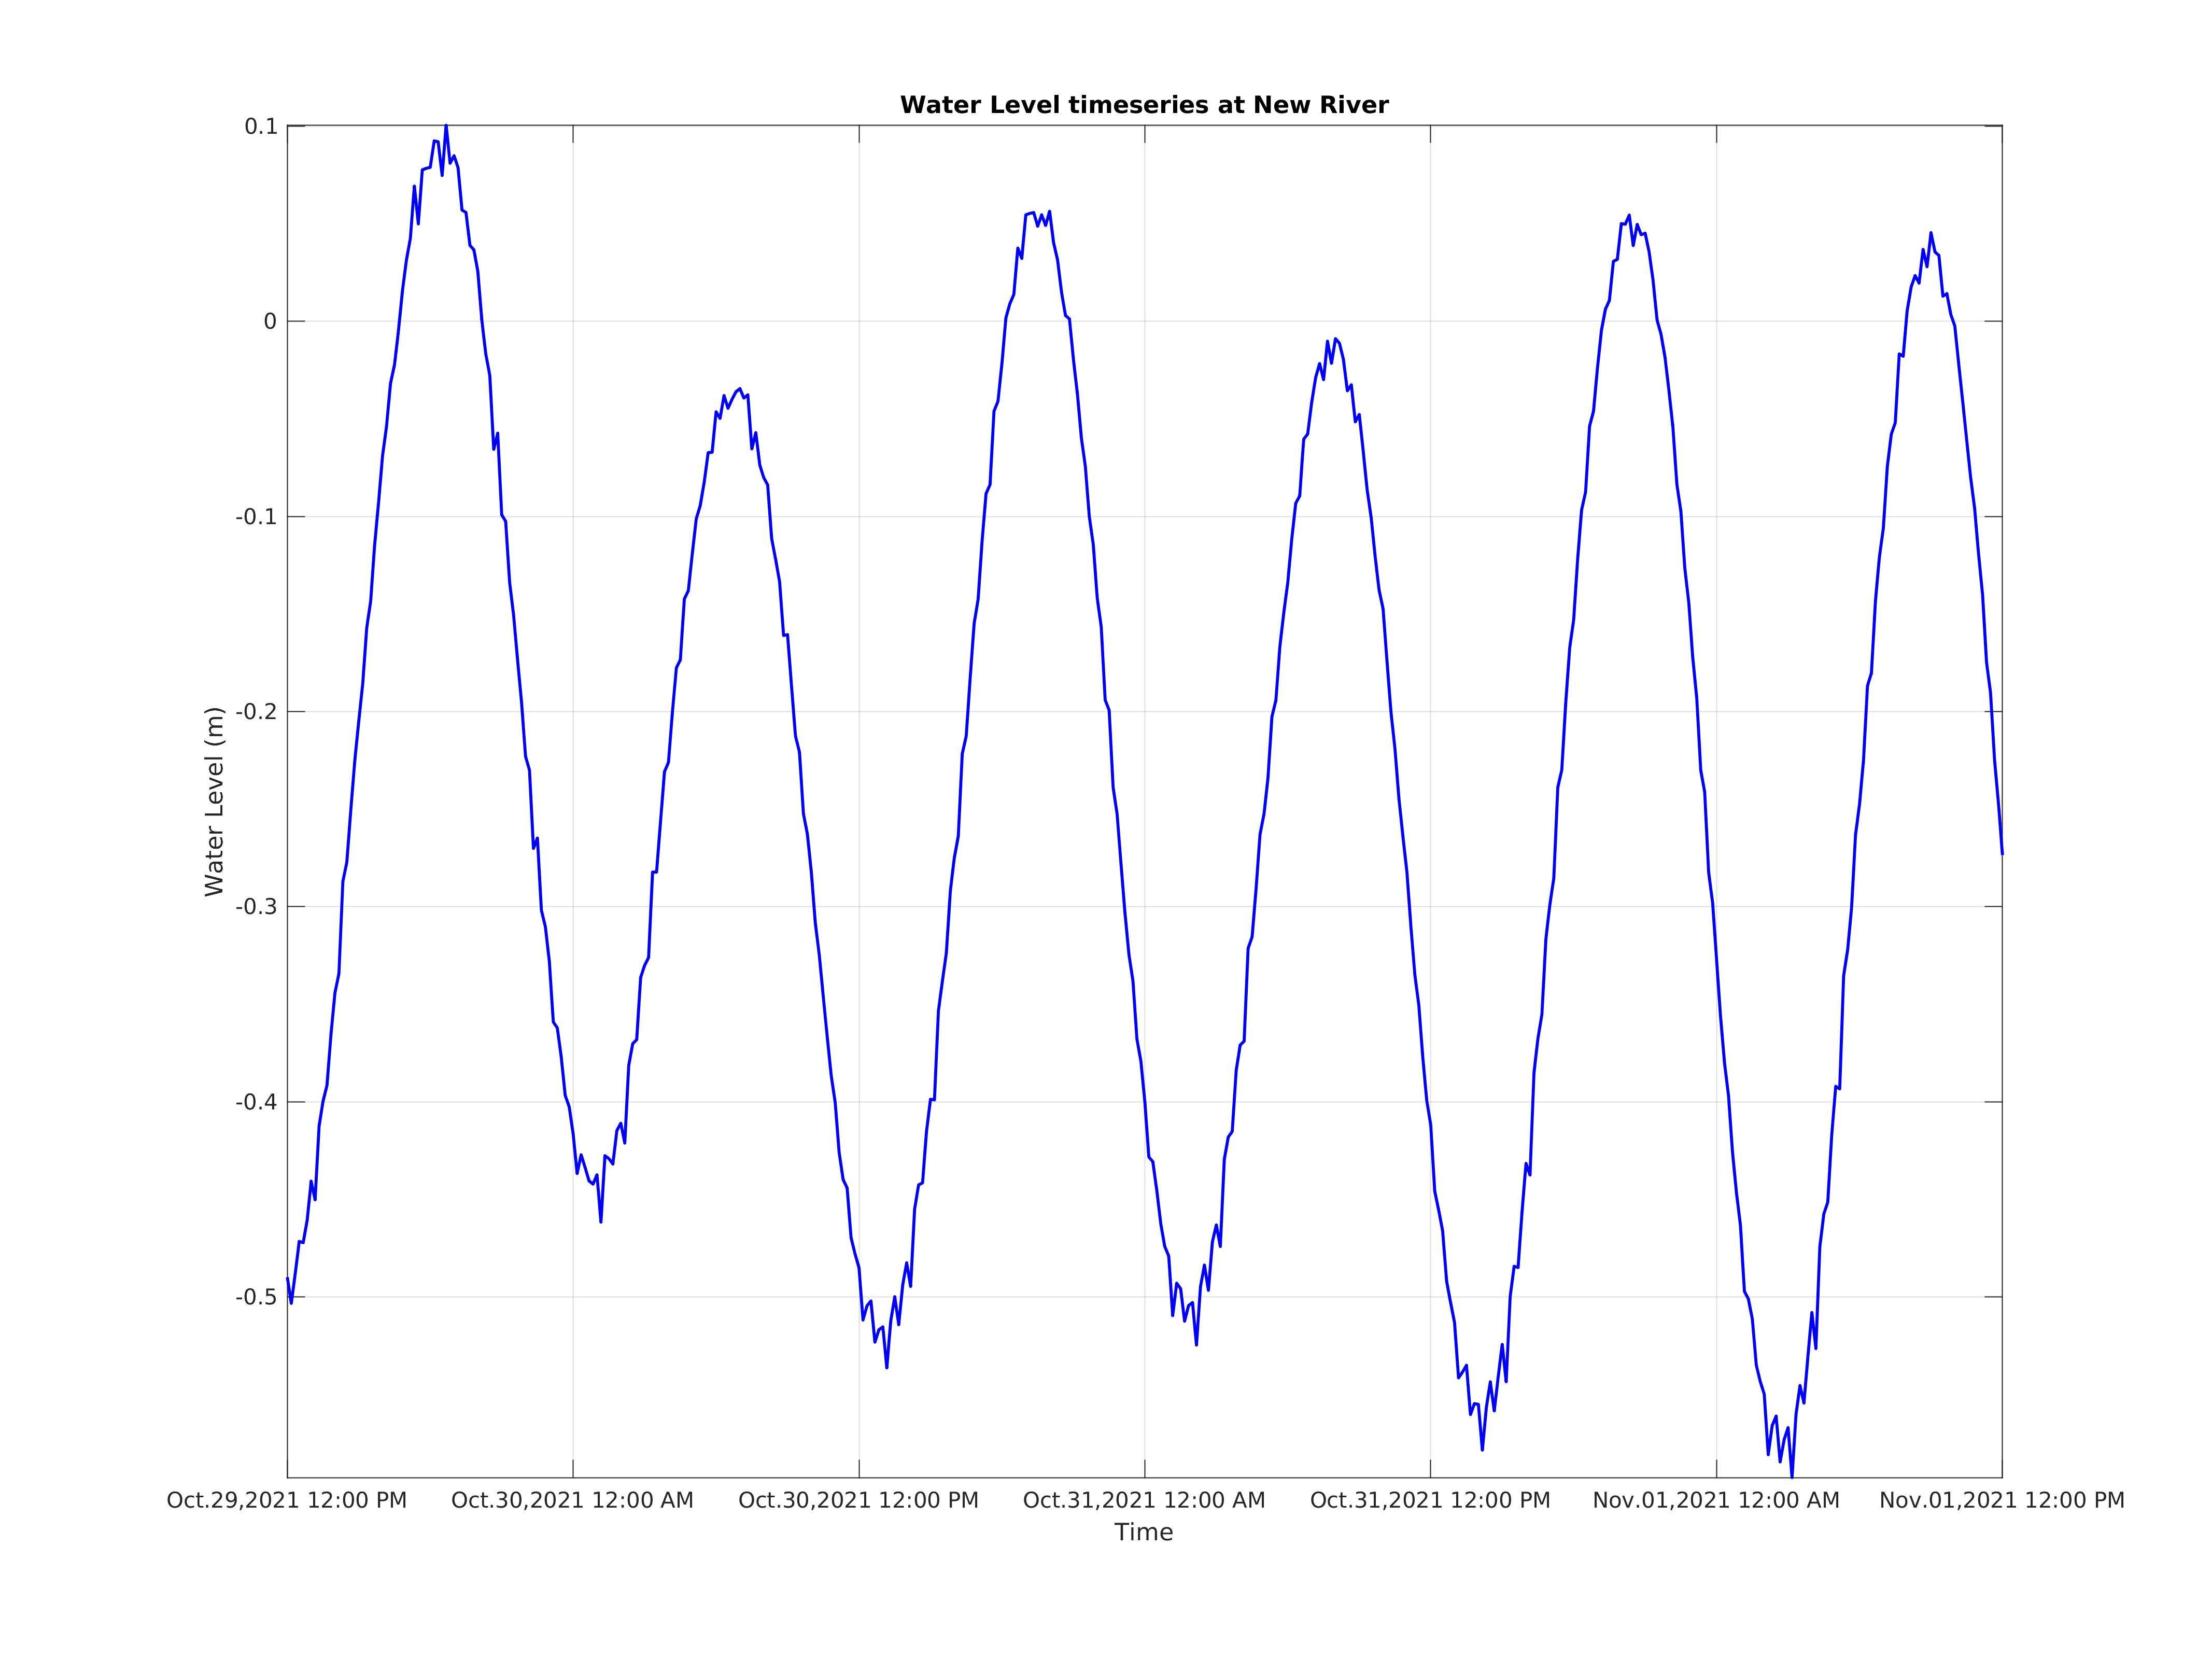 Water Level timeseries at New River
0.1
0
-0.1
-0.2
-0.3
-0.4
-0.5
Water Level (m)
Oct.29,2021 12:00 PM Oct.30,2021 12:00 AM Oct.30,2021 12:00 PM Oct.31,2021 12:00 AM Oct.31,2021 12:00 PM Nov.01,2021 12:00 AM Nov.01,2021 12:00 PM
Time